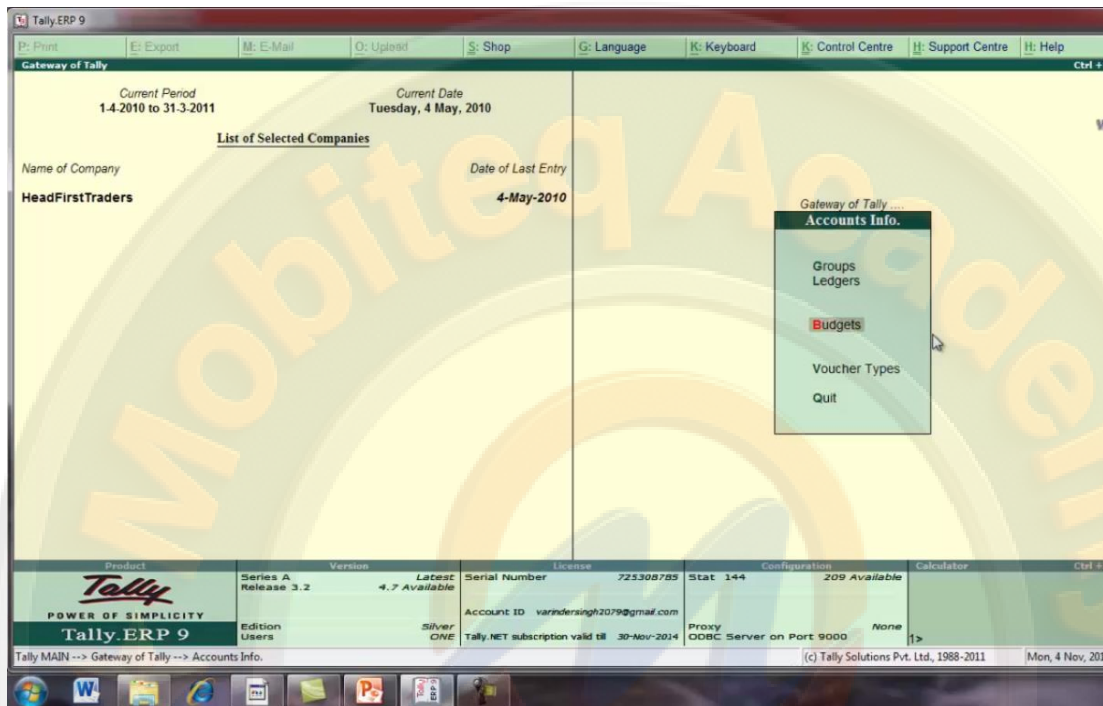 Tally.ERP 9
P: Print E: Export M: E-Mail O: Upload S: Shop G: Language K: Keyboard K: Control Centre H: Support Centre H: Help
Gateway of Tally Ctrl +
Current Period Current Date
1-4-2010 to 31-3-2011 Tuesday, 4 May, 2010
List of Selected Companies
Name of Company Date of Last Entry
HeadFirstTraders 4-May-2010
Gateway of Tally ....
Accounts Info.
Groups
Ledgers
Budgets
Voucher Types
Quit
Mobiteq Academy
Product Version License Configuration Calculator Ctrl +
Series A Latest Serial Number 725308785 Stat 144 209 Available
Release 3.2 4.7 Available
Tally
POWER OF SIMPLICITY
Tally.ERP 9
Account ID varindersingh2079@gmail.com
Edition Silver Proxy None
Users ONE Tally.NET subscription valid till 30-Nov-2014 ODBC Server on Port 9000 1>
Tally MAIN --> Gateway of Tally --> Accounts Info. (c) Tally Solutions Pvt. Ltd., 1988-2011 Mon, 4 Nov, 201